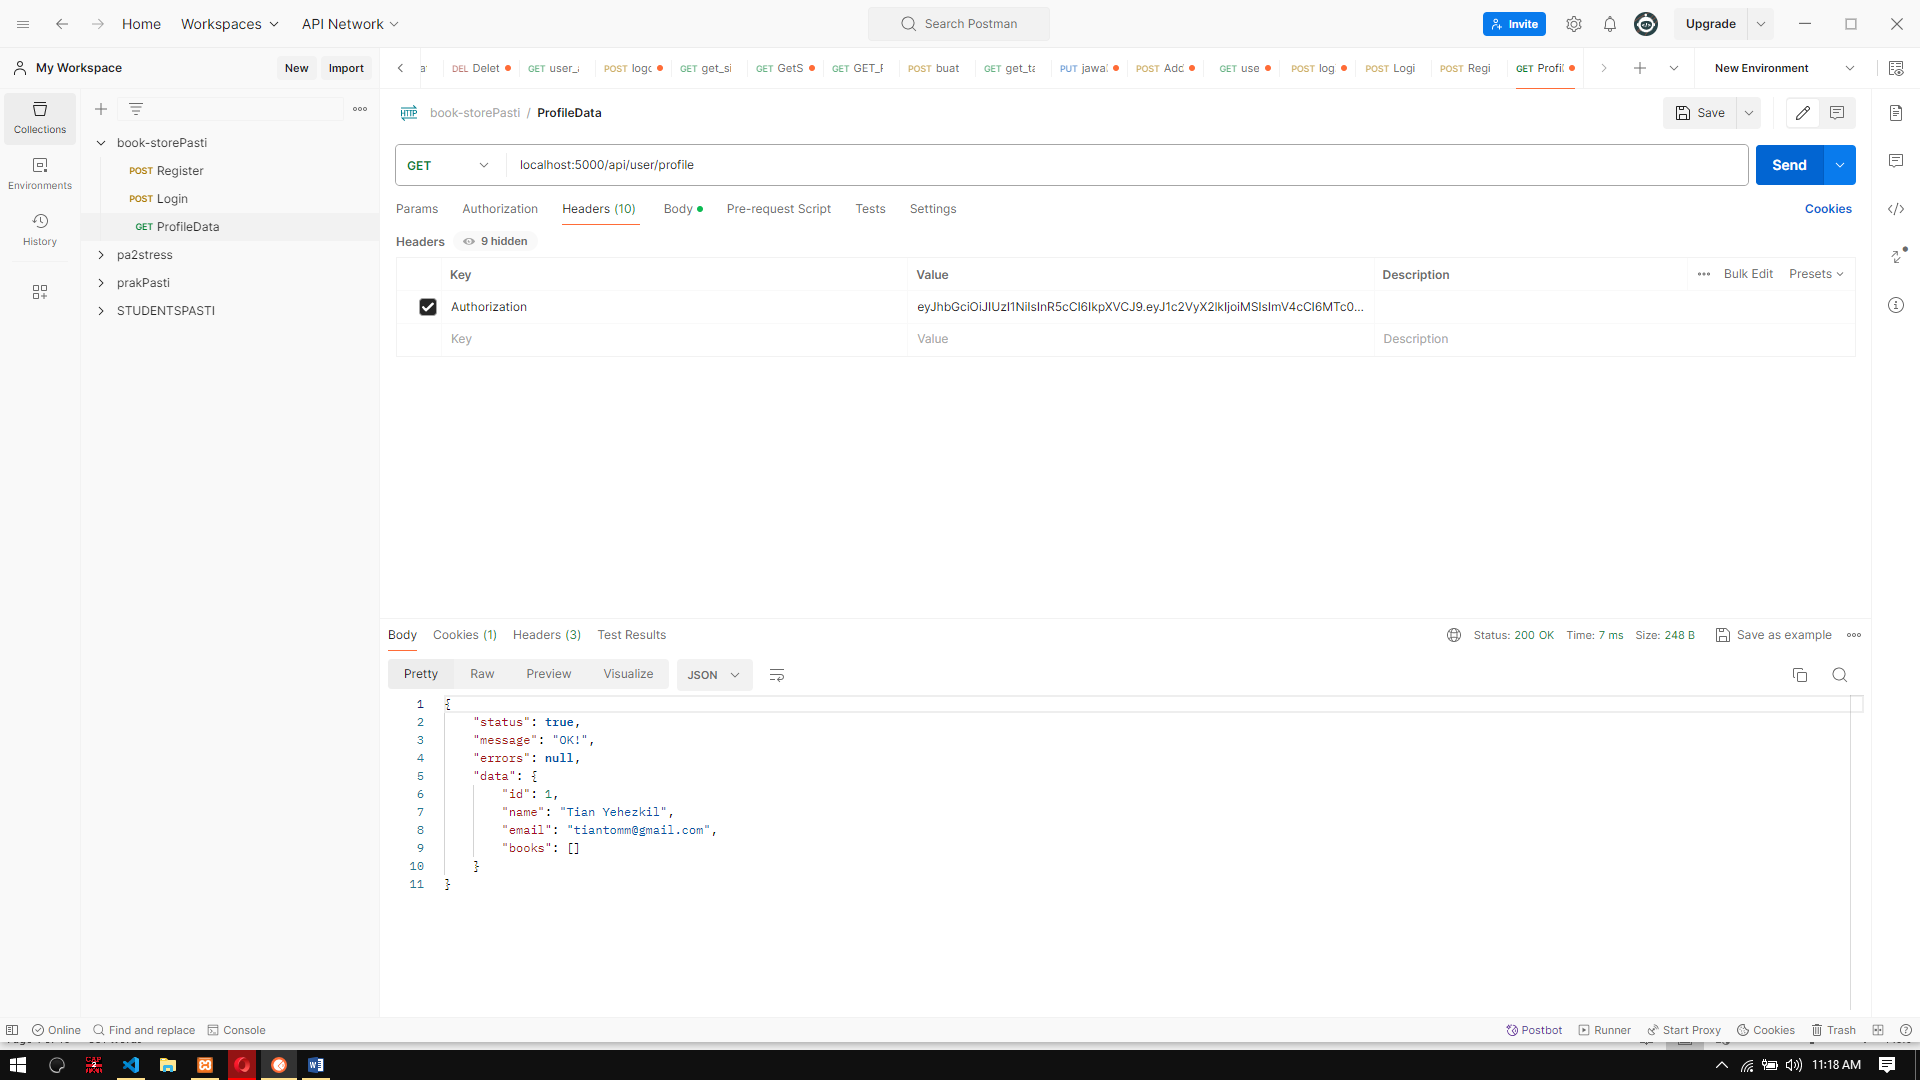 Home Workspaces API Network Search Postman Invite Upgrade
My Workspace New Import
DEL Delet GET user_a POST logo GET get_si GET GetS GET GET_F POST buat GET get_ta PUT jawal POST Add GET use POST log POST Logi POST Regi GET Profil New Environment
Collections
Environments
History
book-storePasti
POST Register
POST Login
GET ProfileData
pa2stress
prakPasti
STUDENTSPASTI
HTTP book-storePasti / ProfileData Save
GET localhost:5000/api/user/profile Send
Params Authorization Headers (10) Body Pre-request Script Tests Settings Cookies
Headers 9 hidden
Key Value Description Bulk Edit Presets
Authorization eyJhbGciOiJIUzI1NiIsInR5cCI6IkpXVCJ9.eyJ1c2VyX2lkIjoiMSIsImV4cCI6MTc0...
Key Value Description
Body Cookies (1) Headers (3) Test Results Status: 200 OK Time: 7 ms Size: 248 B Save as example
Pretty Raw Preview Visualize JSON
1 {
2 "status": true,
3 "message": "OK!",
4 "errors": null,
5 "data": {
6 "id": 1,
7 "name": "Tian Yehezkil",
8 "email": "tiantomm@gmail.com",
9 "books": []
10 }
11 }
Online Find and replace Console Postbot Runner Start Proxy Cookies Trash
11:18 AM